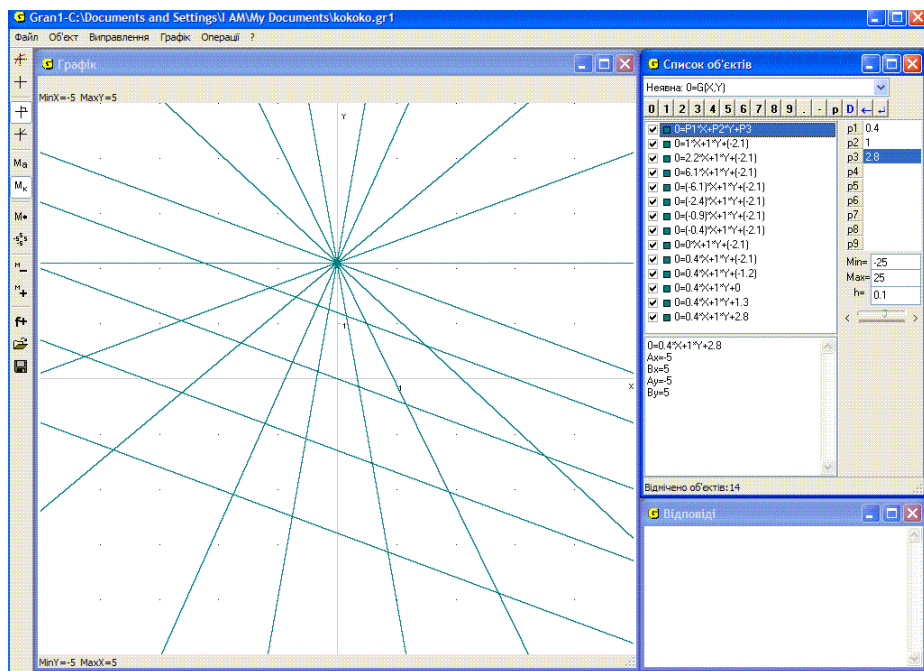 Gran1-C:\Documents and Settings\I AM\My Documents\kokoko.gr1
Файл Об'єкт Виправлення Графік Операції ?
Графік
MinX=-5 MaxY=5
Y
1
1
X
MinY=-5 MaxX=5
Ma
Mк
M
M
M
f+
Список об'єктів
Неявна: 0=G(X,Y)
0 1 2 3 4 5 6 7 8 9 . - p D ← ↵
0=P1*X+P2*Y+P3
0=1*X+1*Y+(-2.1)
0=2.2*X+1*Y+(-2.1)
0=6.1*X+1*Y+(-2.1)
0=(-6.1)*X+1*Y+(-2.1)
0=(-2.4)*X+1*Y+(-2.1)
0=(-0.9)*X+1*Y+(-2.1)
0=(-0.4)*X+1*Y+(-2.1)
0=0*X+1*Y+(-2.1)
0=0.4*X+1*Y+(-2.1)
0=0.4*X+1*Y+(-1.2)
0=0.4*X+1*Y+0
0=0.4*X+1*Y+1.3
0=0.4*X+1*Y+2.8
p1 0.4
p2 1
p3 2.8
p4
p5
p6
p7
p8
p9
Min= -25
Max= 25
h= 0.1
0=0.4*X+1*Y+2.8
Ax=-5
Bx=5
Ay=-5
By=5
Відмічено об'єктів:14
Відповіді